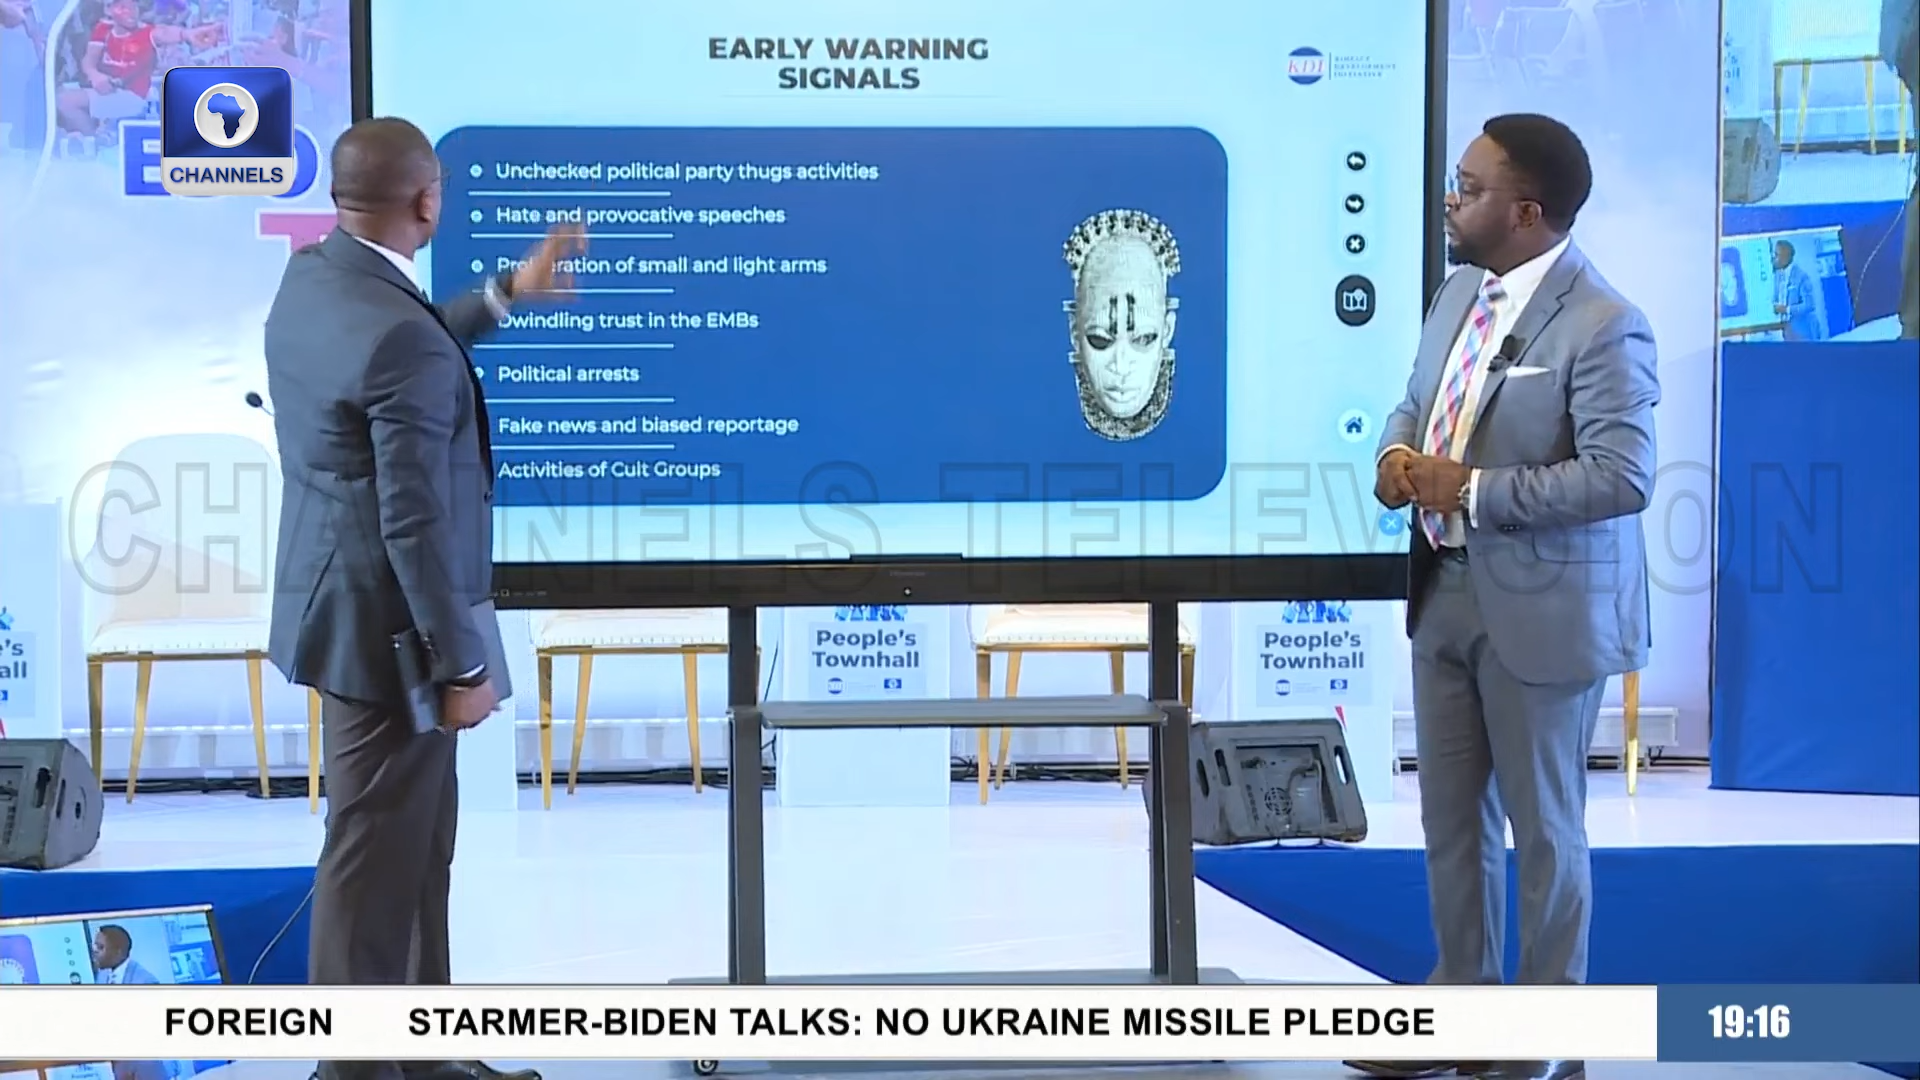 EARLY WARNING
SIGNALS
KDI
CHANNELS
Unchecked political party thugs activities
Hate and provocative speeches
Proliferation of small and light arms
Dwindling trust in the EMBs
Political arrests
Fake news and biased reportage
Activities of Cult Groups
CHANNELS TELEVISION
People's
Townhall
People's
Townhall
FOREIGN STARMER-BIDEN TALKS: NO UKRAINE MISSILE PLEDGE
19:16